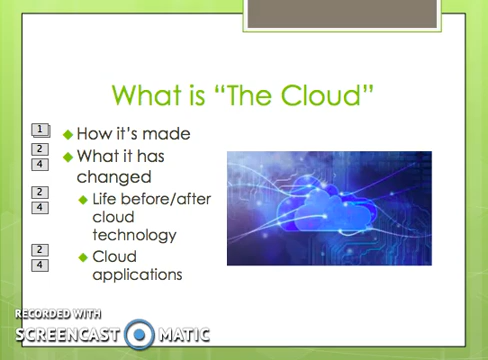 What is “The Cloud”
1
How it’s made
2
What it has
4
changed
2
Life before/after
4
cloud
technology
2
Cloud
4
applications
RECORDED WITH
SCREENCAST MATIC